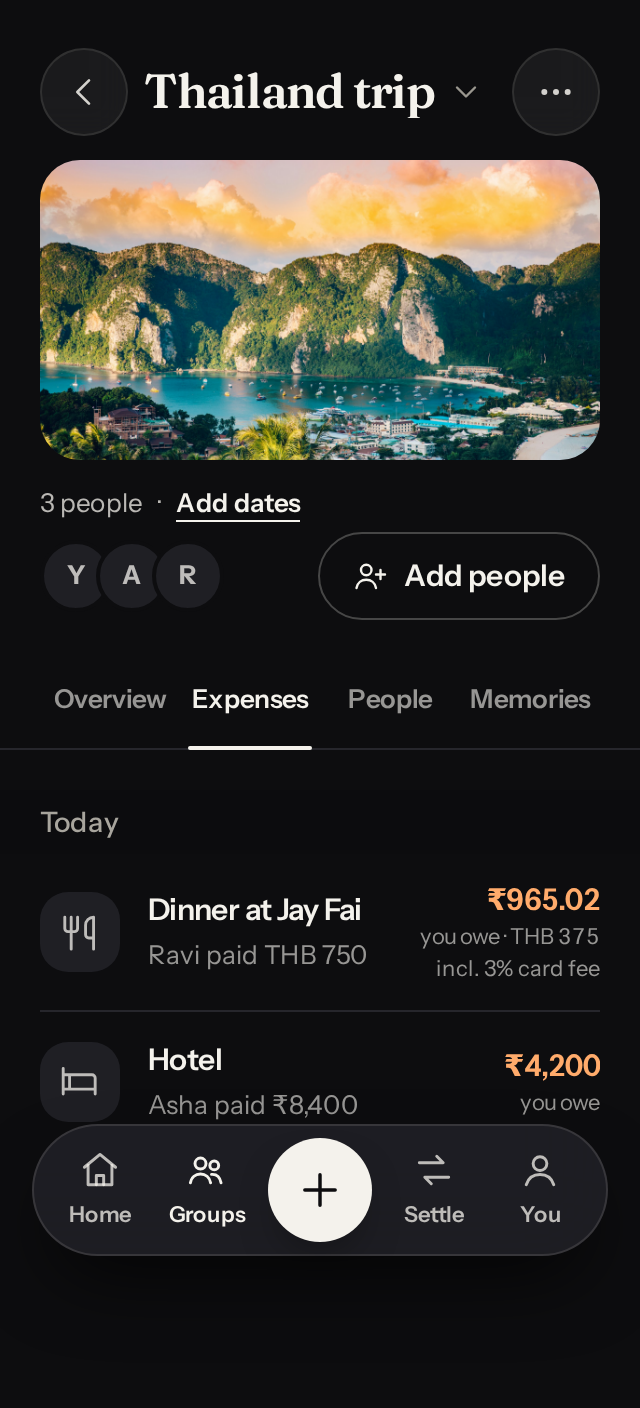 Thailand trip
3 people · Add dates
Y A R
Add people
Overview Expenses People Memories
Today
Dinner at Jay Fai
Ravi paid THB 750
₹965.02
you owe · THB 375
incl. 3% card fee
Hotel
Asha paid ₹8,400
₹4,200
you owe
Home Groups Settle You